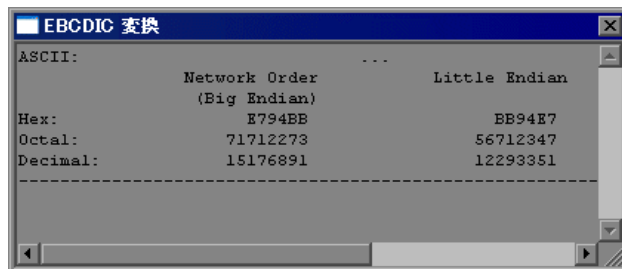 EBCDIC 変換
ASCII: ...
Network Order Little Endian
(Big Endian)
Hex: E794BB BB94E7
Octal: 71712273 56712347
Decimal: 15176891 12293351